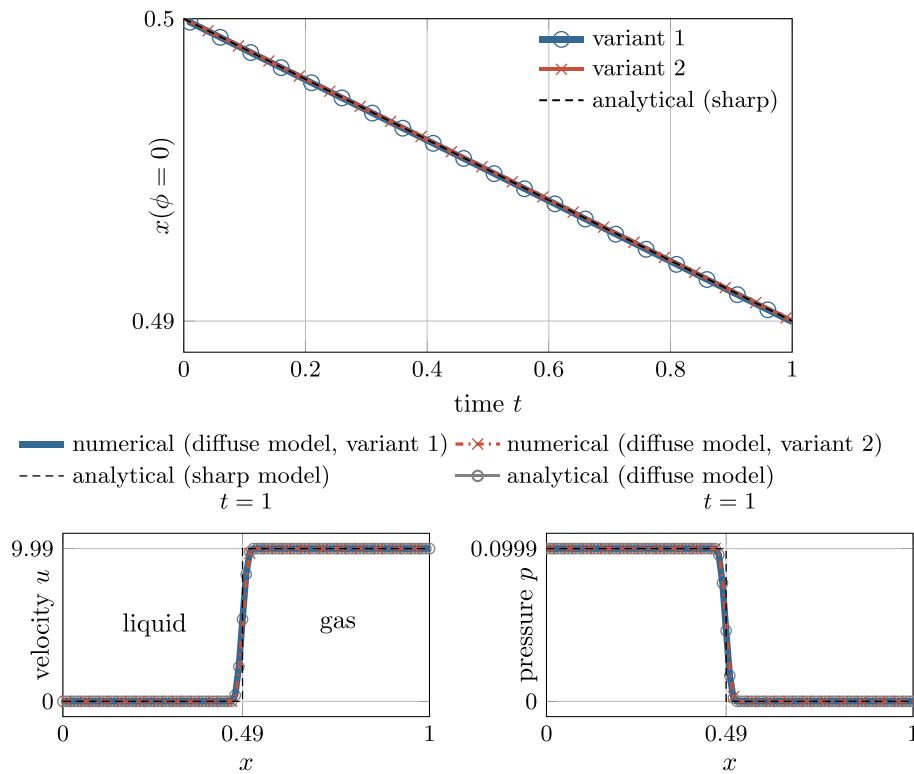 0.5
variant 1
variant 2
analytical (sharp)
x(ϕ = 0)
0.49
0 0.2 0.4 0.6 0.8 1
time t
numerical (diffuse model, variant 1) numerical (diffuse model, variant 2)
analytical (sharp model) analytical (diffuse model)
t = 1 t = 1
9.99 0.0999
velocity u pressure p
liquid gas
0 0
0 0.49 1 0 0.49 1
x x